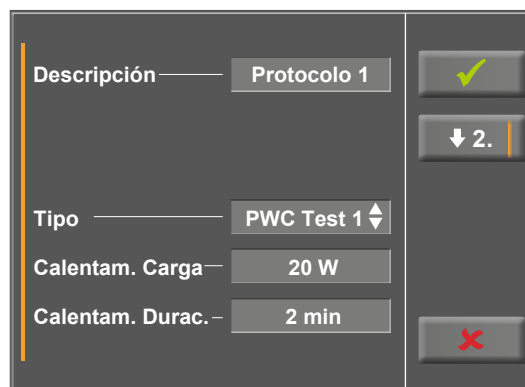 Descripción Protocolo 1
2.
Tipo PWC Test 1
Calentam. Carga 20 W
Calentam. Durac. 2 min